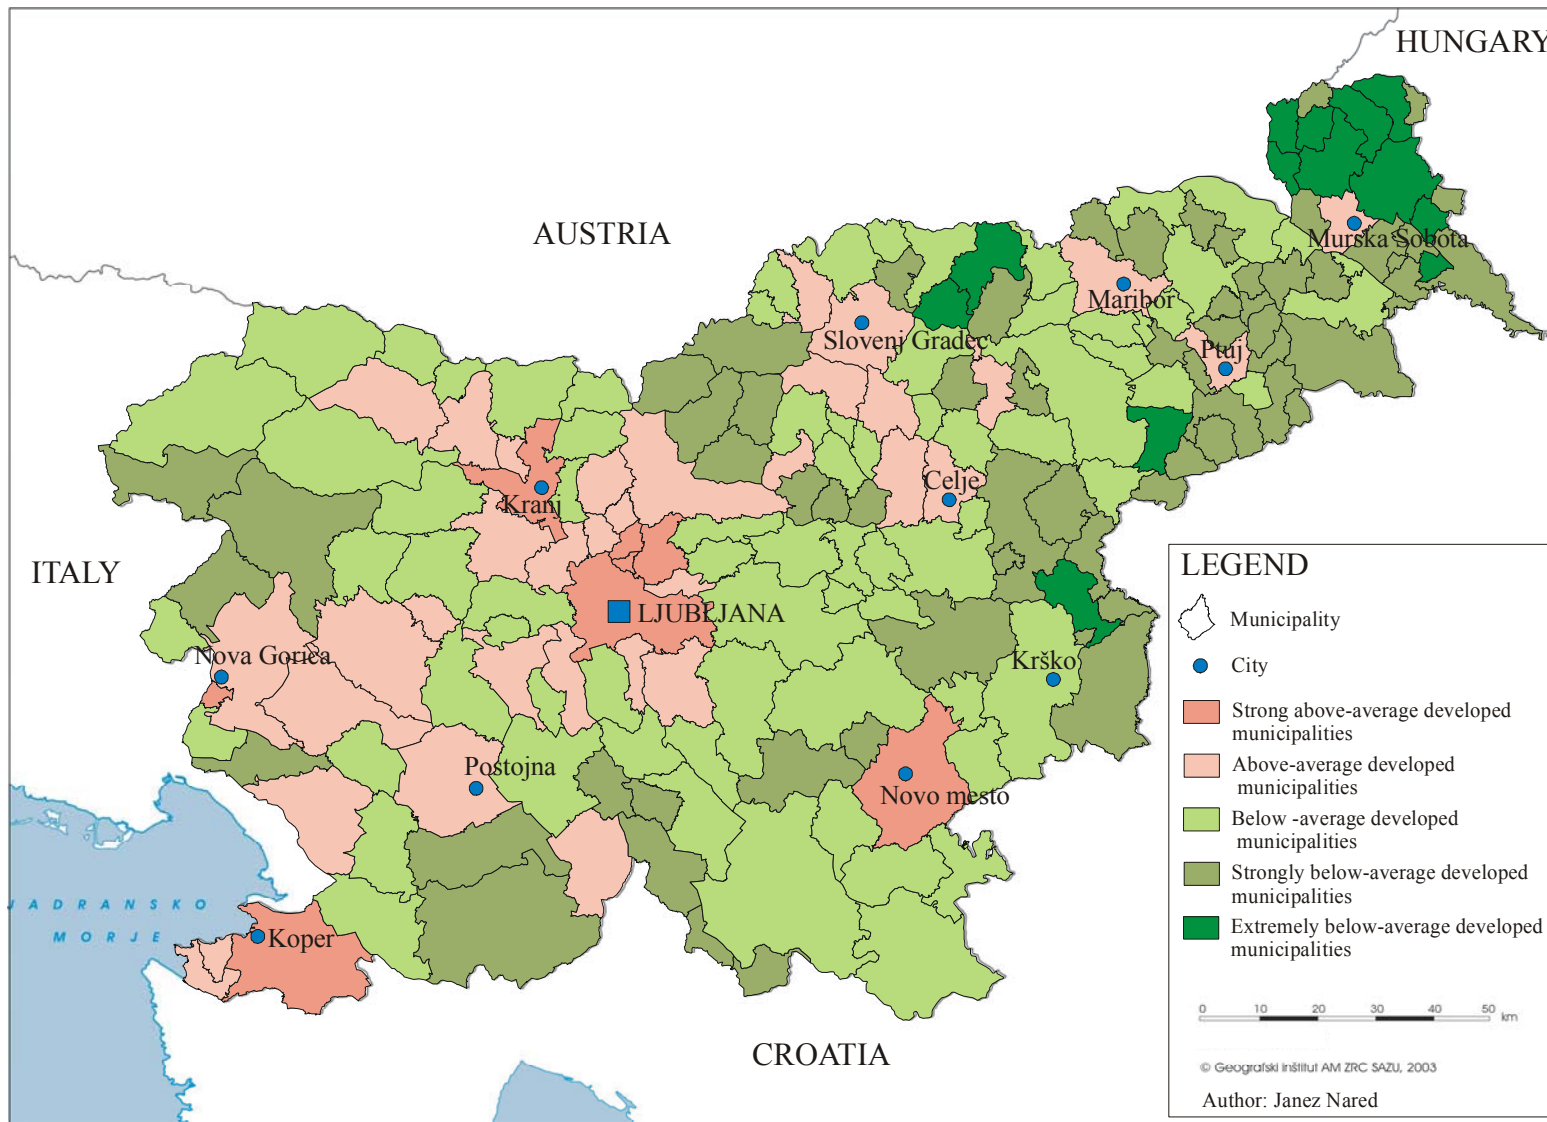 HUNGARY
AUSTRIA
Murska Sobota
Maribor
Slovenj Gradec
Ptuj
Celje
Kranj
ITALY
LJUBLJANA
Nova Gorica
Krško
Postojna
Novo mesto
JADRANSKO
MORJE
Koper
CROATIA
LEGEND
Municipality
City
Strong above-average developed
municipalities
Above-average developed
municipalities
Below -average developed
municipalities
Strongly below-average developed
municipalities
Extremely below-average developed
municipalities
0 10 20 30 40 50 km
© Geografski inštitut AM ZRC SAZU, 2003
Author: Janez Nared